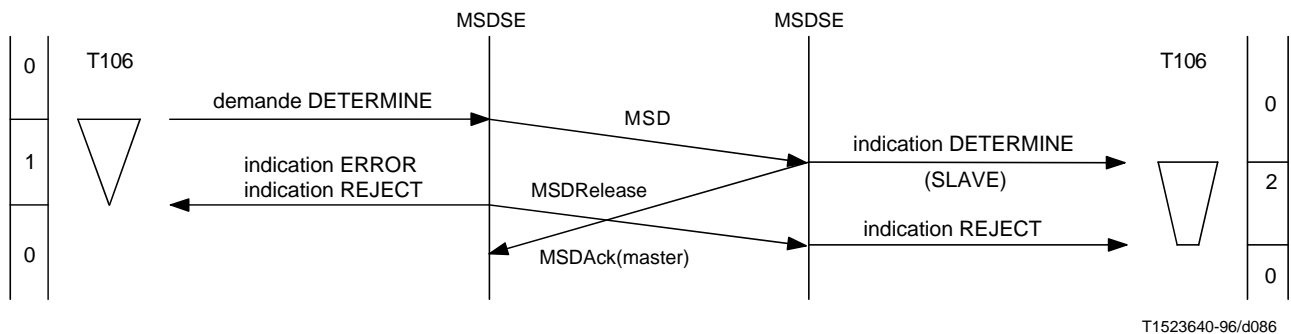 MSDSE
MSDSE
T106
T106
0
0
demande DETERMINE
MSD
indication DETERMINE
(SLAVE)
1
2
indication ERROR
indication REJECT
MSDRelease
indication REJECT
MSDAck(master)
0
0
T1523640-96/d086